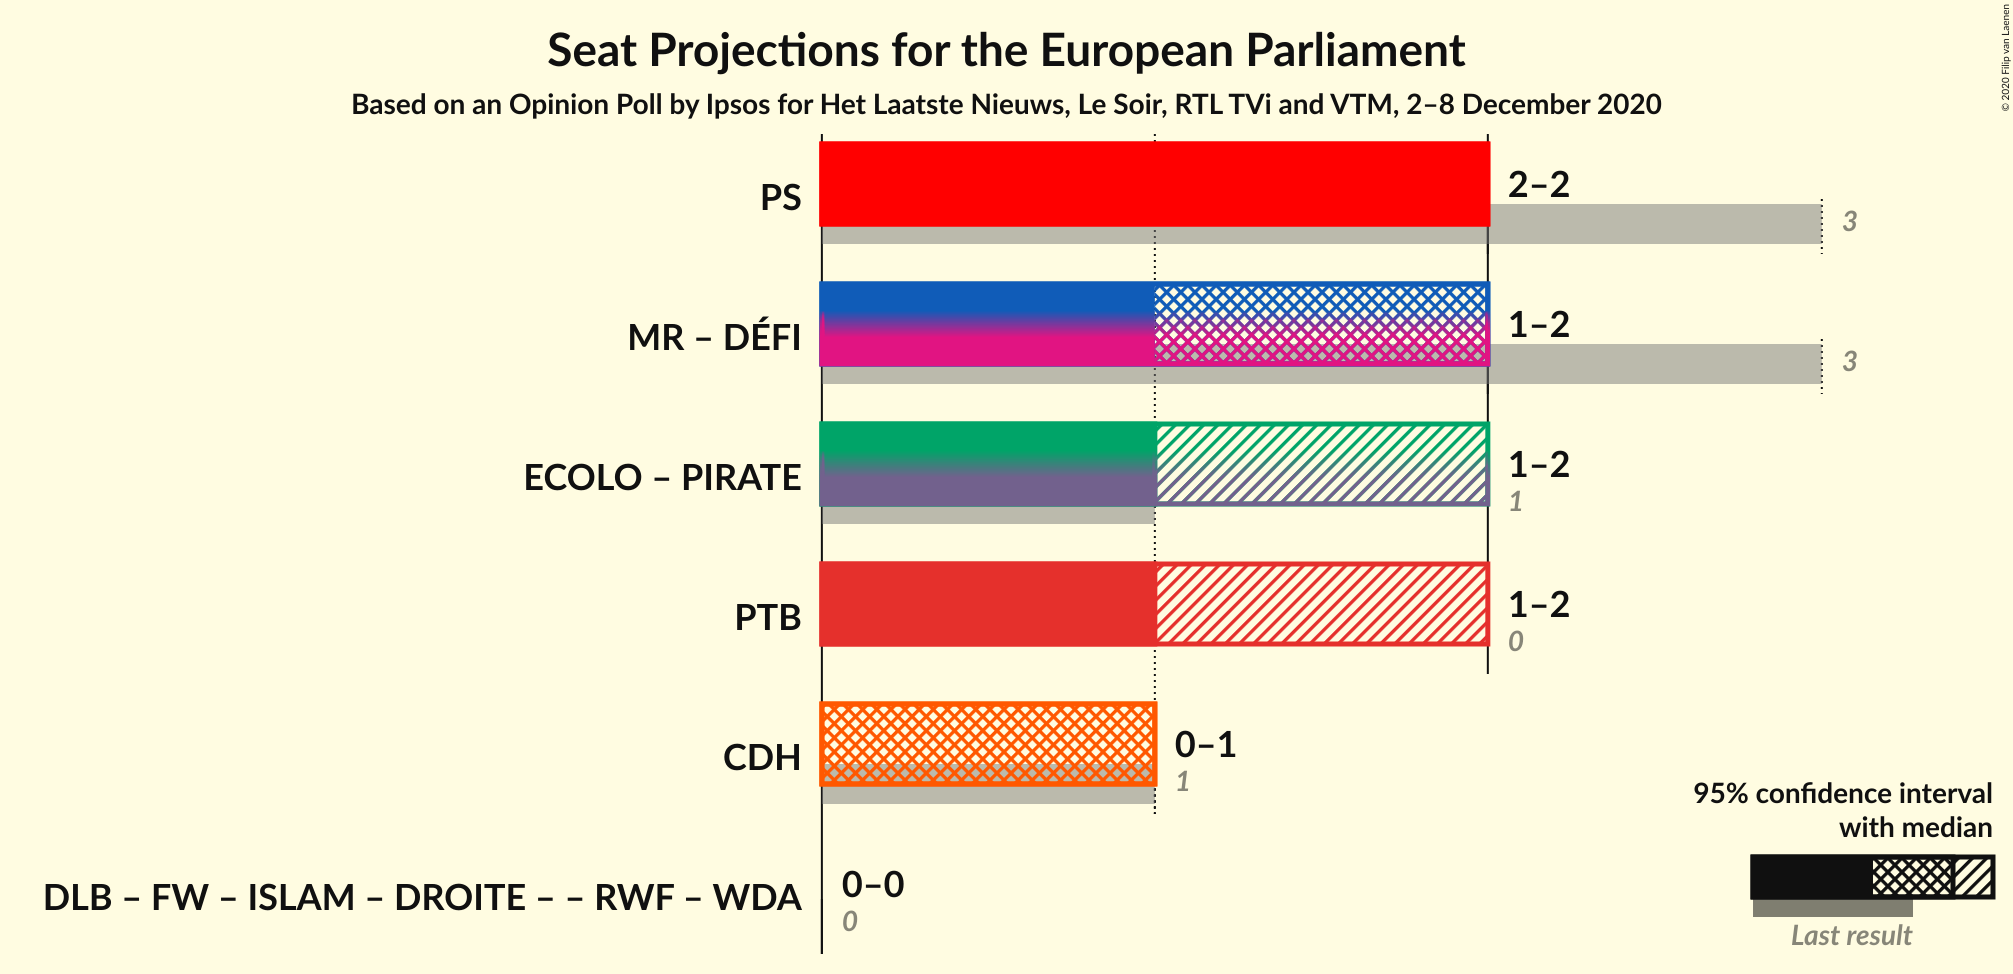 Seat Projections for the European Parliament
Based on an Opinion Poll by Ipsos for Het Laatste Nieuws, Le Soir, RTL TVi and VTM, 2–8 December 2020
© 2020 Filip van Laenen
PS
2–2
3
MR – DÉFI
1–2
3
ECOLO – PIRATE
1–2
1
PTB
1–2
0
CDH
0–1
1
DLB – FW – ISLAM – DROITE – – RWF – WDA
0–0
0
95% confidence interval
with median
Last result